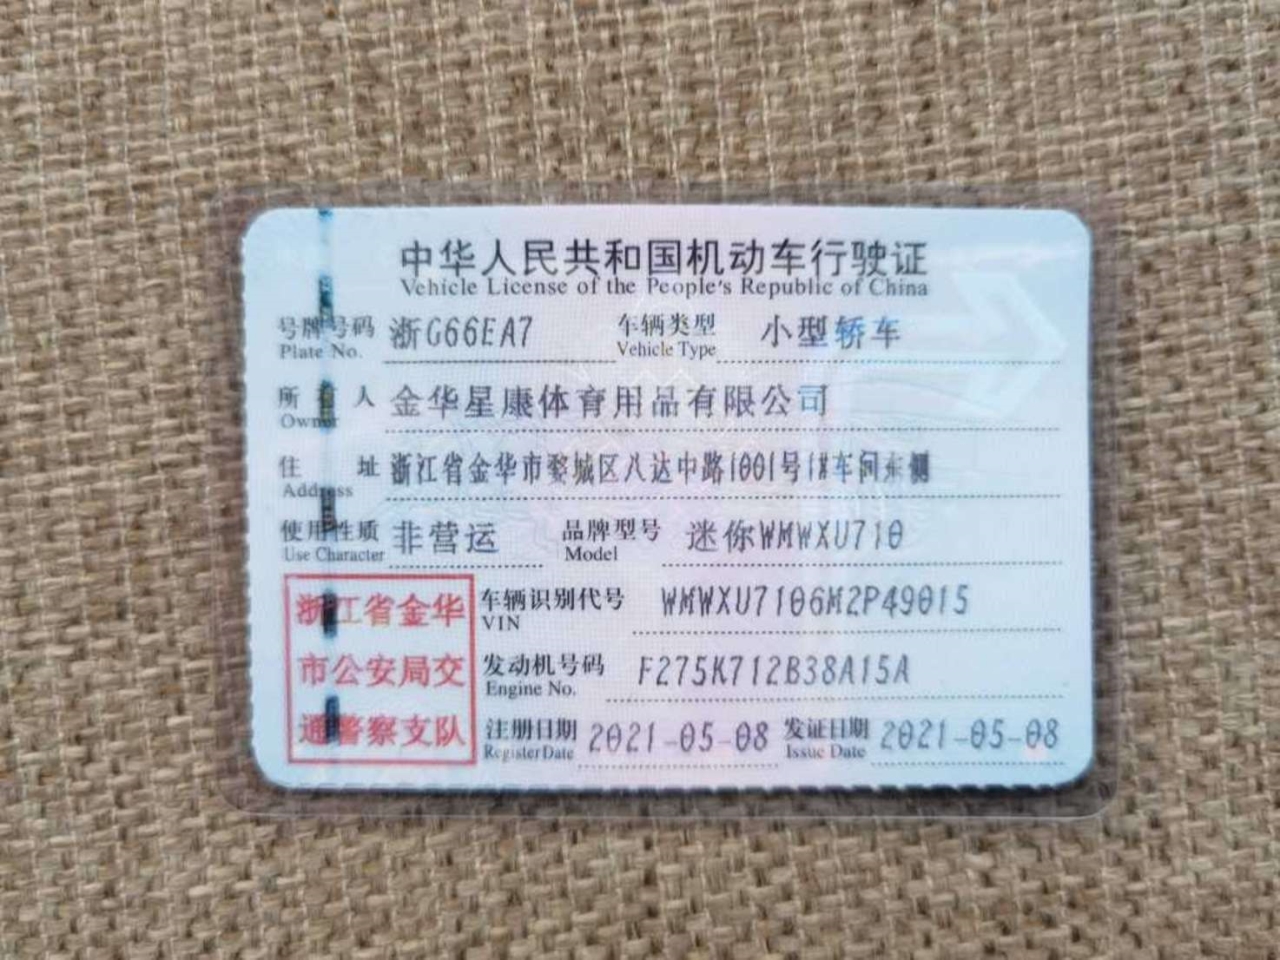 中华人民共和国机动车行驶证
Vehicle License of the People's Republic of China
号牌号码 浙G66EA7 车辆类型 小型轿车
Plate No. Vehicle Type
所有人 金华星康体育用品有限公司
Owner
住址 浙江省金华市婺城区八达中路1001号1#车间东侧
Address
使用性质 非营运 品牌型号 迷你WMWXU710
Use Character Model
浙江省金华
市公安局交
通警察支队
车辆识别代号 WMWXU7106M2P49015
VIN
发动机号码 F275K712B38A15A
Engine No.
注册日期 2021-05-08 发证日期 2021-05-08
Register Date Issue Date